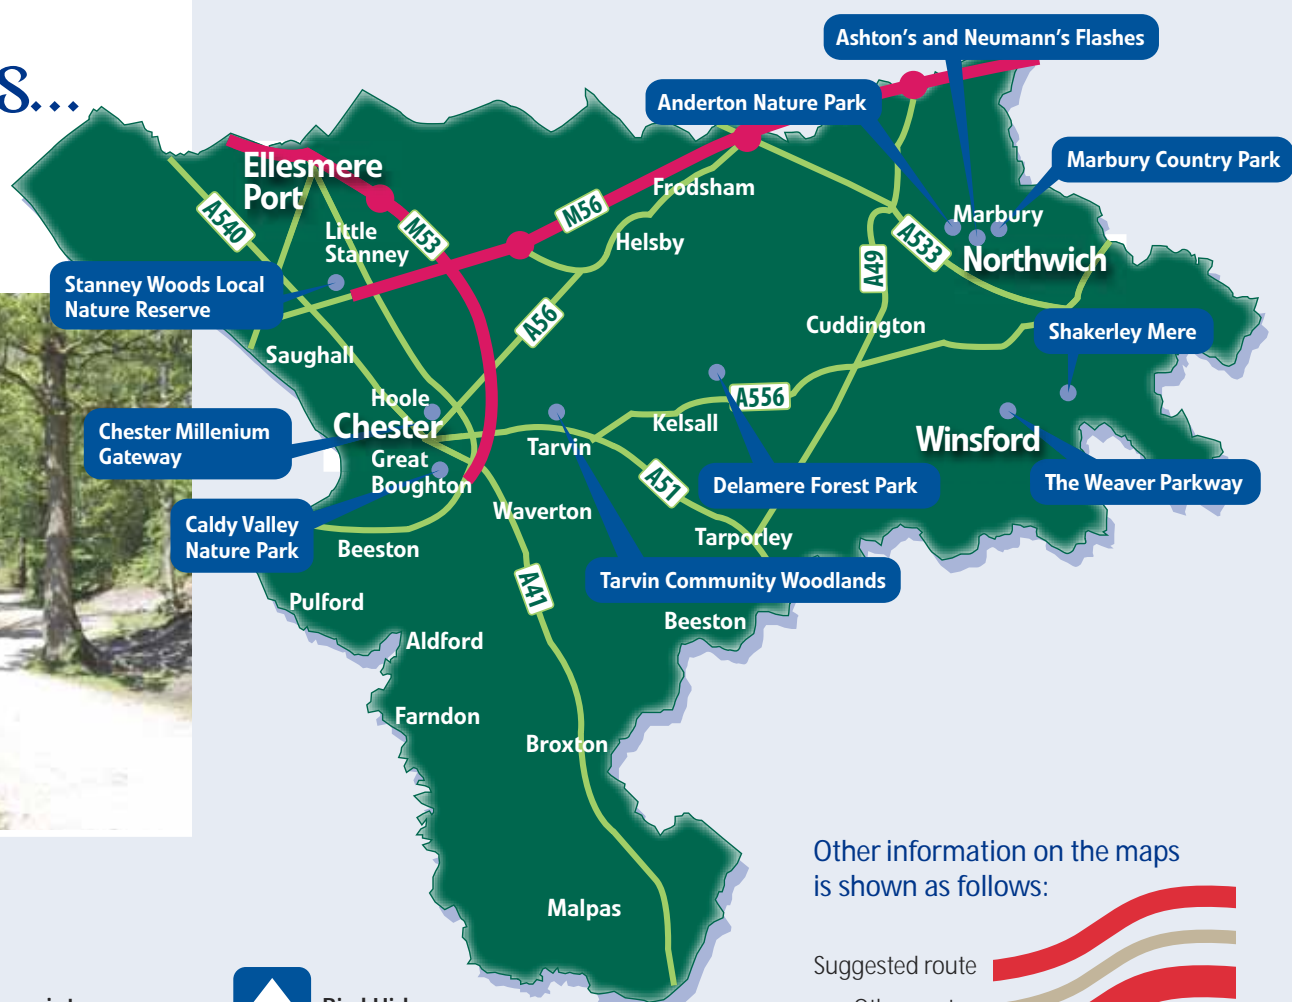 s...
Ashton's and Neumann's Flashes
Anderton Nature Park
Marbury Country Park
Ellesmere
Port
Frodsham
Marbury
A540
M53
M56
Little
Stanney
Helsby
A49
A533
Northwich
Stanney Woods Local
Nature Reserve
A56
Cuddington
Shakerley Mere
Saughall
Hoole
A556
Chester Millenium
Gateway
Chester
Kelsall
Winsford
Tarvin
Great
Boughton
A51
Delamere Forest Park
The Weaver Parkway
Caldy Valley
Nature Park
Waverton
Beeston
Tarporley
A41
Tarvin Community Woodlands
Pulford
Beeston
Aldford
Farndon
Broxton
Malpas
Other information on the maps
is shown as follows:
Suggested route